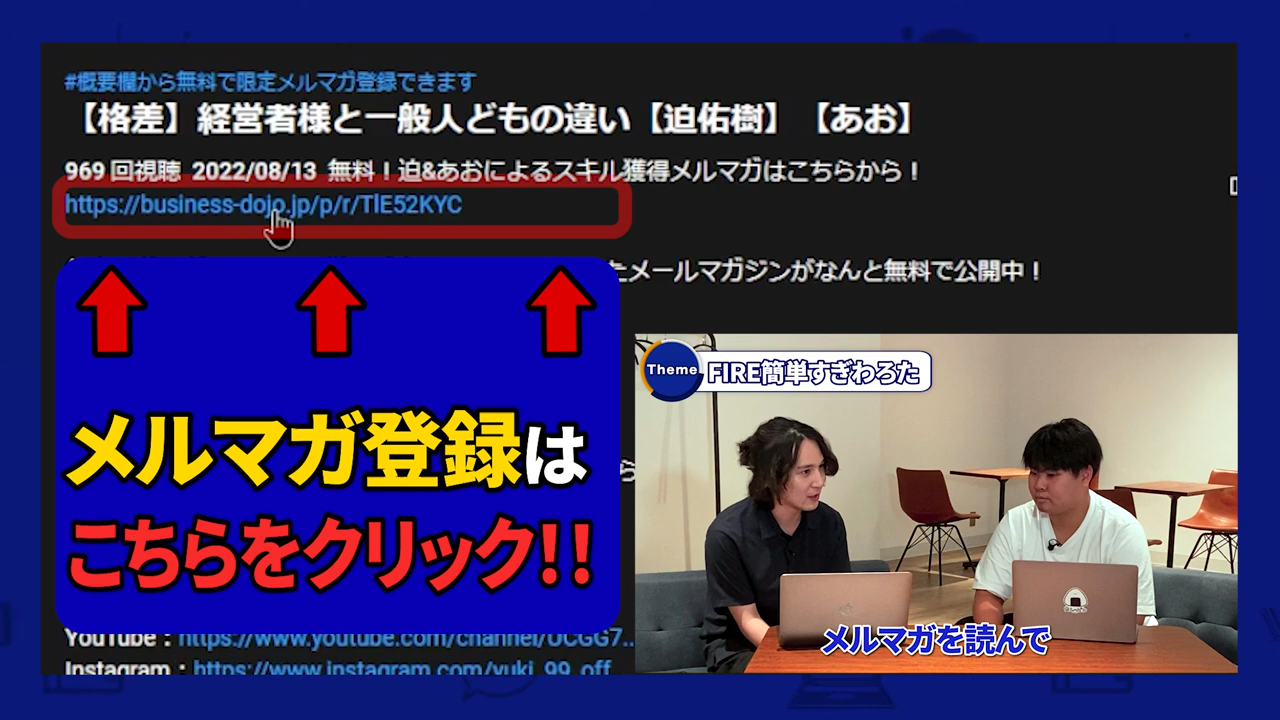 #概要欄から無料で限定メルマガ登録できます
【格差】経営者様と一般人どもの違い【迫佑樹】【あお】
969 回視聴 2022/08/13 無料！迫&あおによるスキル獲得メルマガはこちらから！
https://business-dojo.jp/p/r/TlE52KYC
たメールマガジンがなんと無料で公開中！
メルマガ登録は
こちらをクリック!!
Theme
FIRE簡単すぎわろた
メルマガを読んで
YouTube：https://www.youtube.com/channel/UCGG7...
Instagram：https://www.instagram.com/yuki_99_off